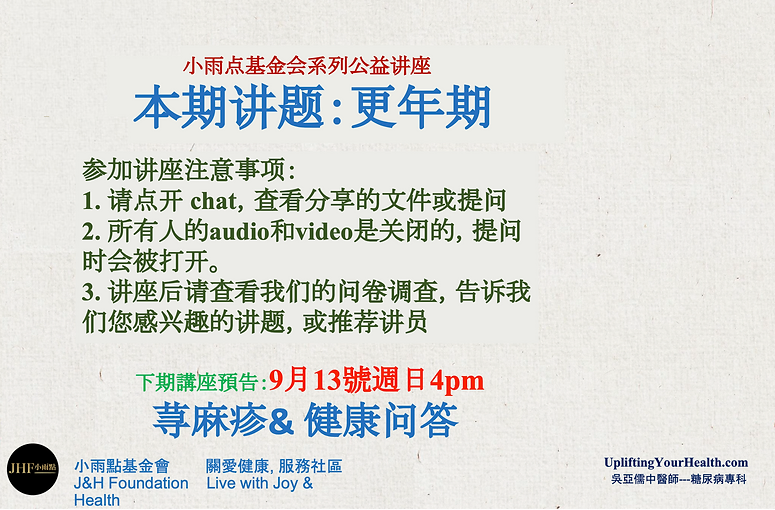 小雨点基金会系列公益讲座
本期讲题：更年期
参加讲座注意事项：
1. 请点开 chat，查看分享的文件或提问
2. 所有人的audio和video是关闭的，提问
时会被打开。
3. 讲座后请查看我们的问卷调查，告诉我
们您感兴趣的讲题，或推荐讲员
下期講座預告：9月13號週日4pm
荨麻疹& 健康问答
JHF小雨點
小雨點基金會 關愛健康, 服務社區
J&H Foundation Live with Joy &
Health
UpliftingYourHealth.com
吳亞儒中醫師---糖尿病專科